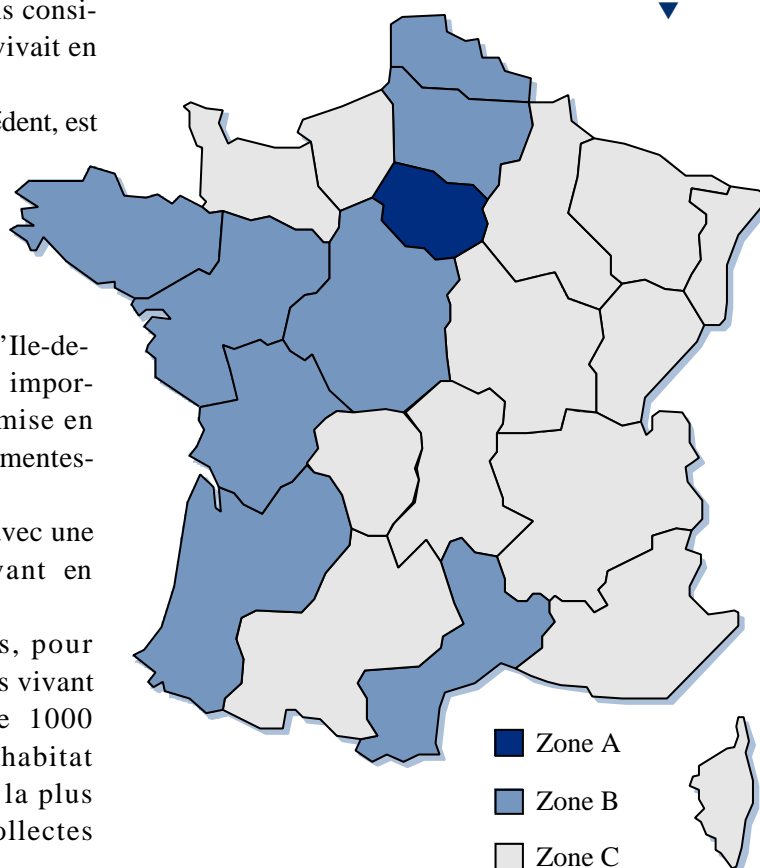 s consi-
vivait en
édent, est
'Ile-de-
impor-
mise en
mentes-
avec une
vant en
s, pour
s vivant
e 1000
habitat
la plus
ollectes
Zone A
Zone B
Zone C